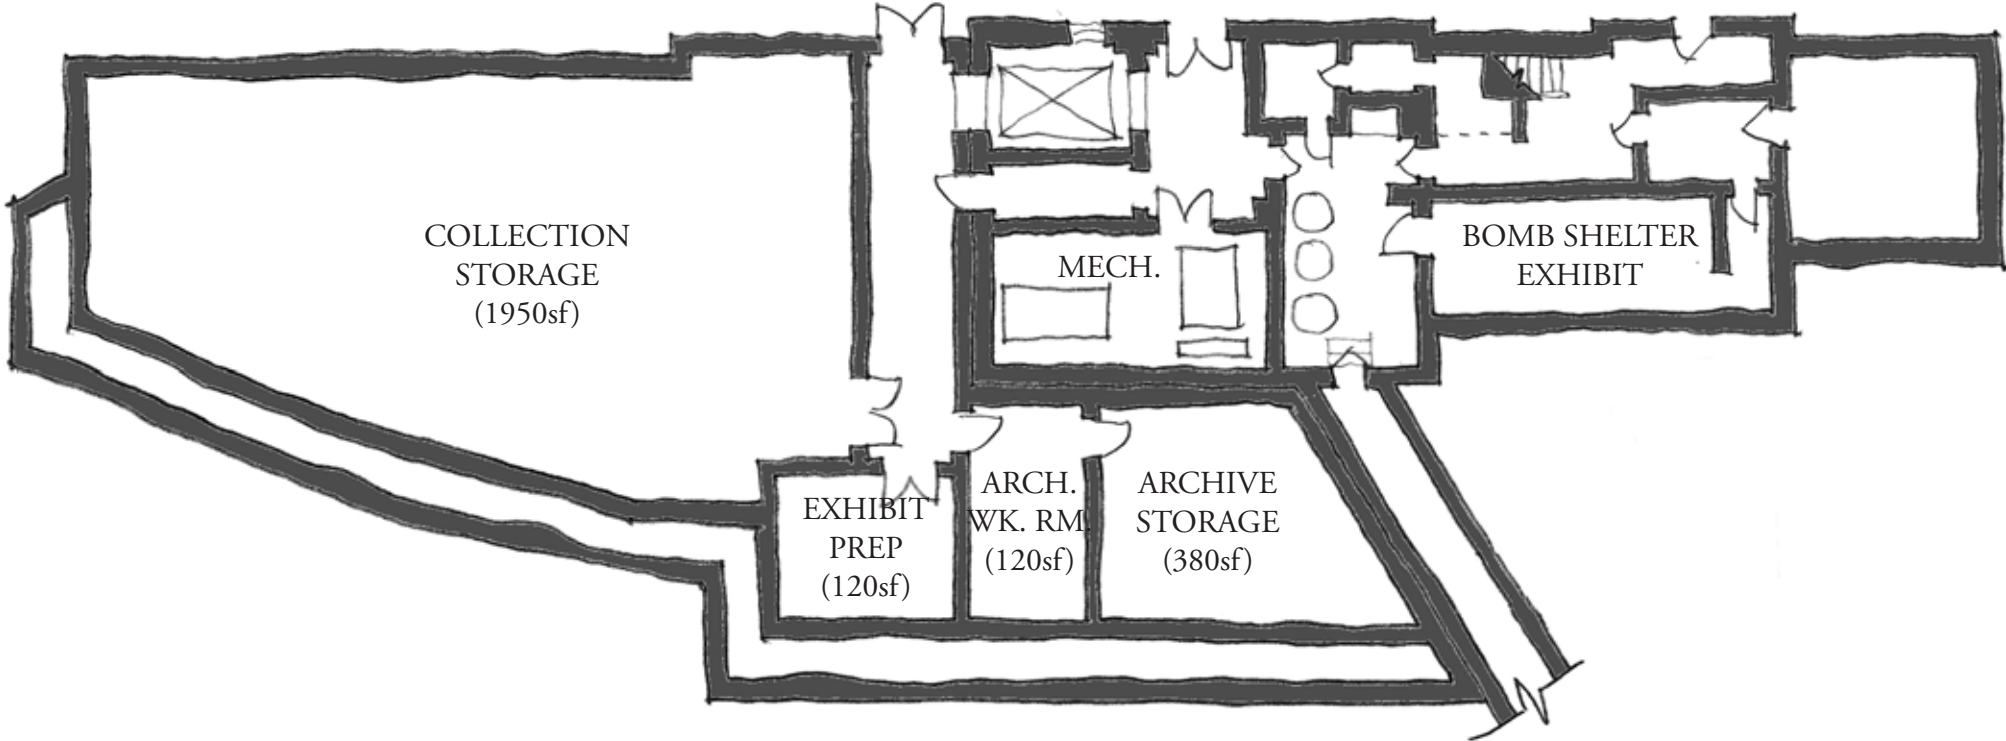 COLLECTION
STORAGE
(1950sf)
MECH.
BOMB SHELTER
EXHIBIT
EXHIBIT
PREP
(120sf)
ARCH.
WK. RM.
(120sf)
ARCHIVE
STORAGE
(380sf)